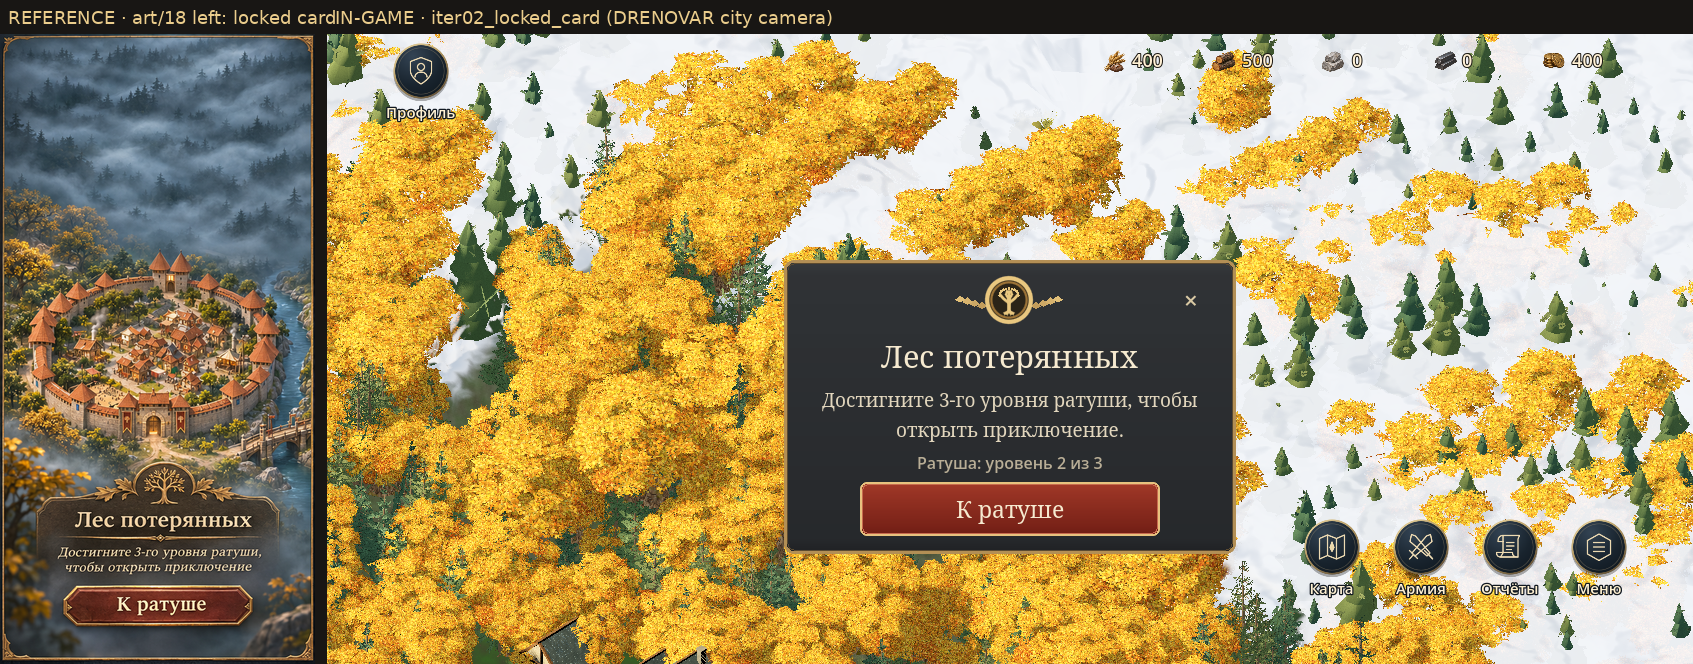 REFERENCE · art/18 left: locked card
IN-GAME · iter02_locked_card (DRENOVAR city camera)
Лес потерянных
Достигните 3-го уровня ратуши,
чтобы открыть приключение
К ратуше
Профиль
400
500
0
0
400
×
Лес потерянных
Достигните 3-го уровня ратуши, чтобы
открыть приключение.
Ратуша: уровень 2 из 3
К ратуше
Карта
Армия
Отчёты
Меню